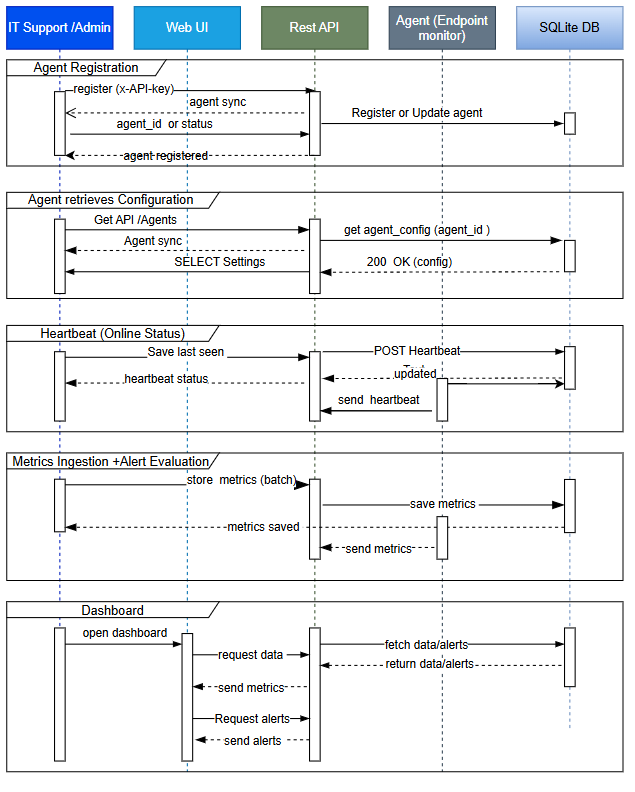 IT Support /Admin
Web UI
Rest API
Agent (Endpoint
monitor)
SQLite DB
Agent Registration
register (x-API-key)
agent sync
Register or Update agent
agent_id or status
agent registered
Agent retrieves Configuration
Get API /Agents
get agent_config (agent_id )
Agent sync
SELECT Settings
200 OK (config)
Heartbeat (Online Status)
Save last seen
POST Heartbeat
updated
heartbeat status
send heartbeat
Metrics Ingestion +Alert Evaluation
store metrics (batch)
save metrics
metrics saved
send metrics
Dashboard
open dashboard
fetch data/alerts
request data
return data/alerts
send metrics
Request alerts
send alerts